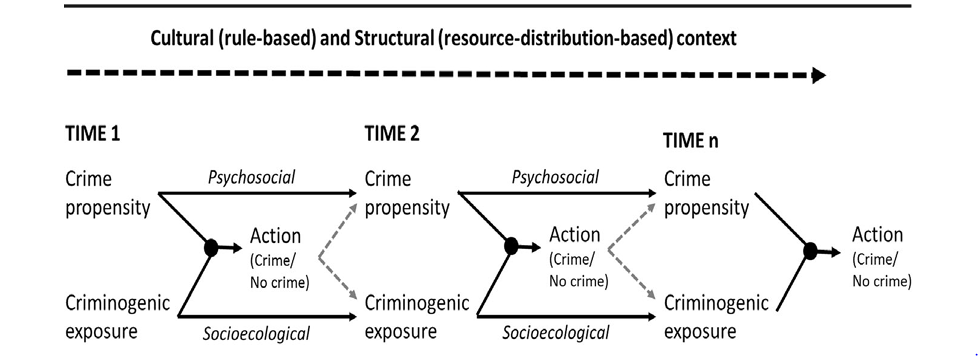 Cultural (rule-based) and Structural (resource-distribution-based) context
TIME 1
TIME 2
TIME n
Crime
propensity
Psychosocial
Crime
propensity
Psychosocial
Crime
propensity
Action
(Crime/
No crime)
Action
(Crime/
No crime)
Action
(Crime/
No crime)
Criminogenic
exposure
Socioecological
Criminogenic
exposure
Socioecological
Criminogenic
exposure